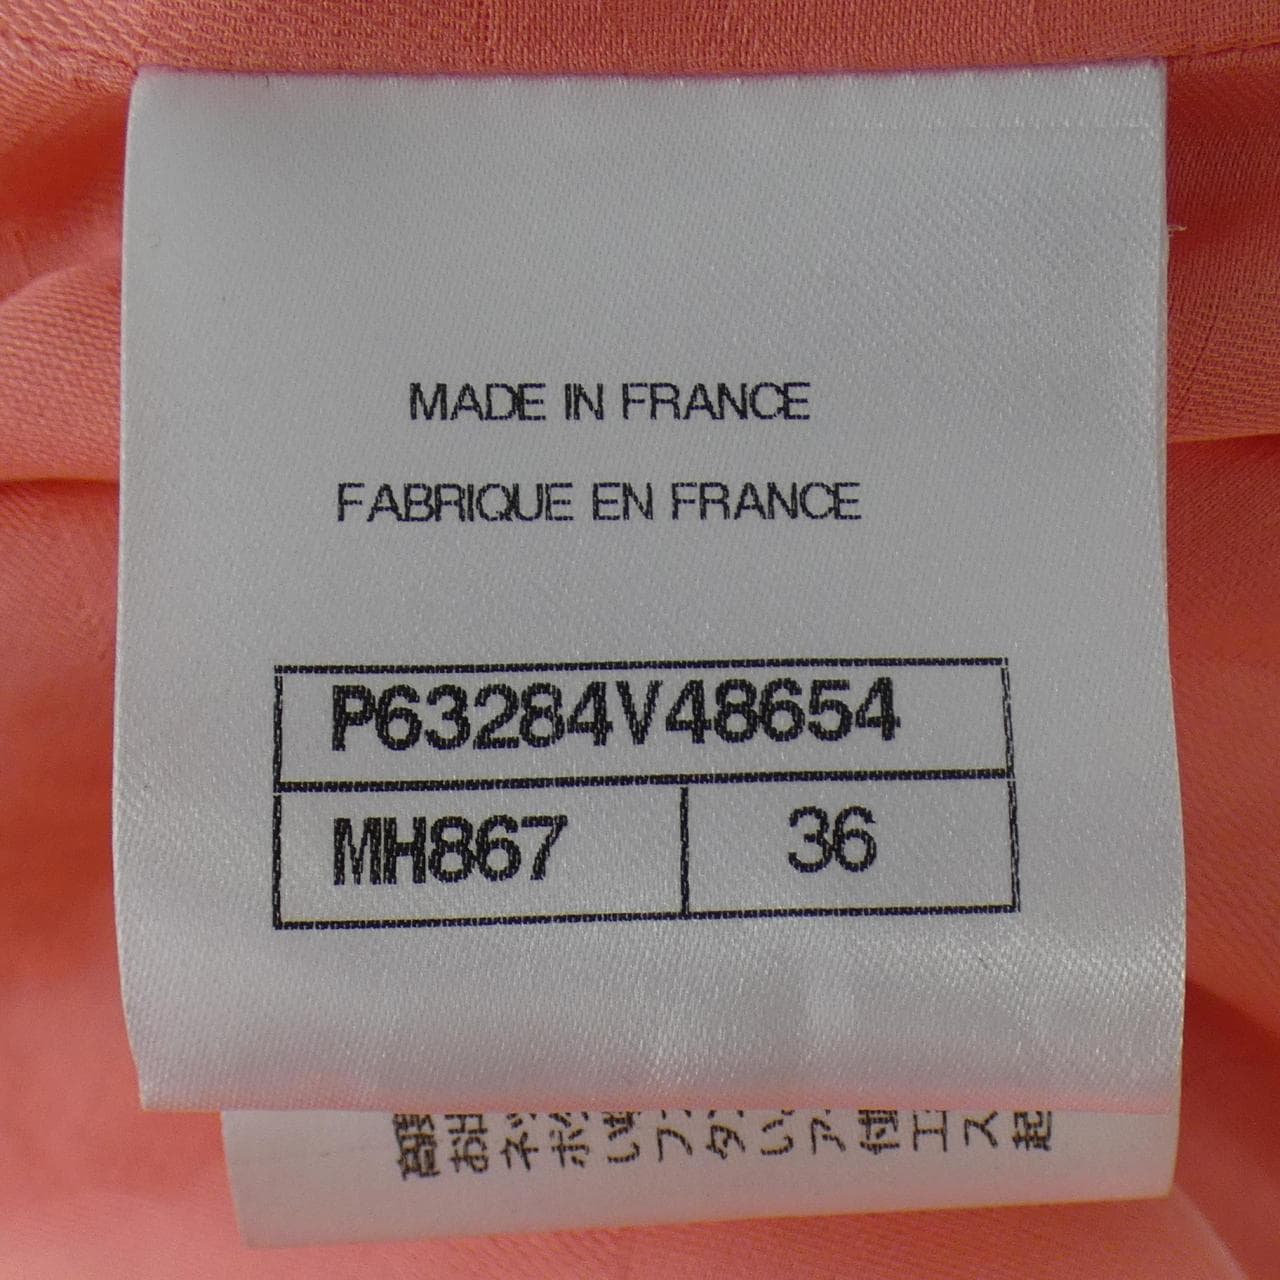 MADE IN FRANCE
FABRIQUE EN FRANCE
P63284V48654
MH867
36